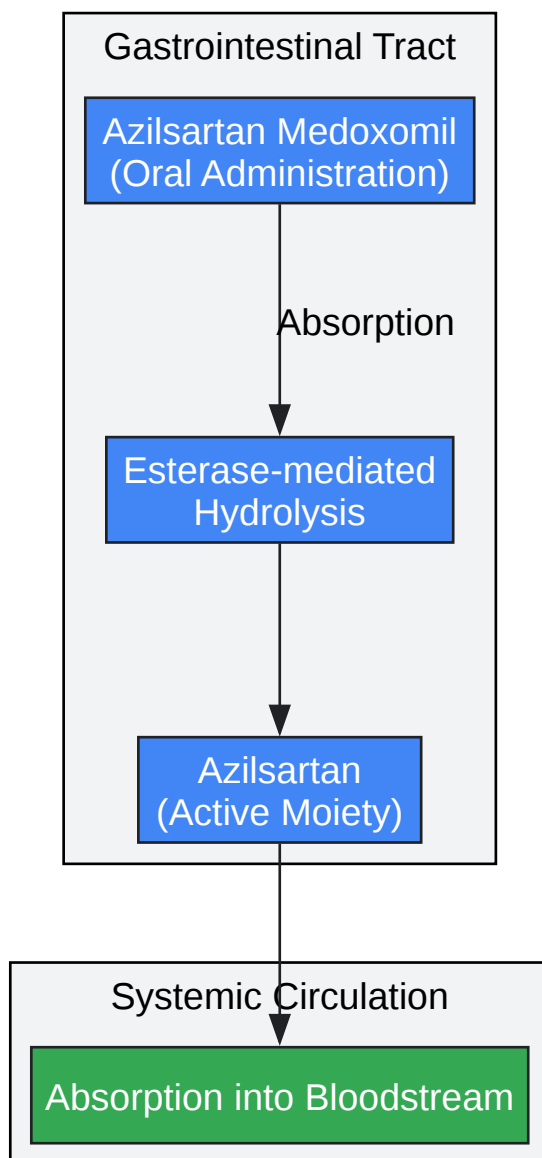 Gastrointestinal Tract
Azilsartan Medoxomil
(Oral Administration)
Absorption
Esterase-mediated
Hydrolysis
Azilsartan
(Active Moiety)
Systemic Circulation
Absorption into Bloodstream